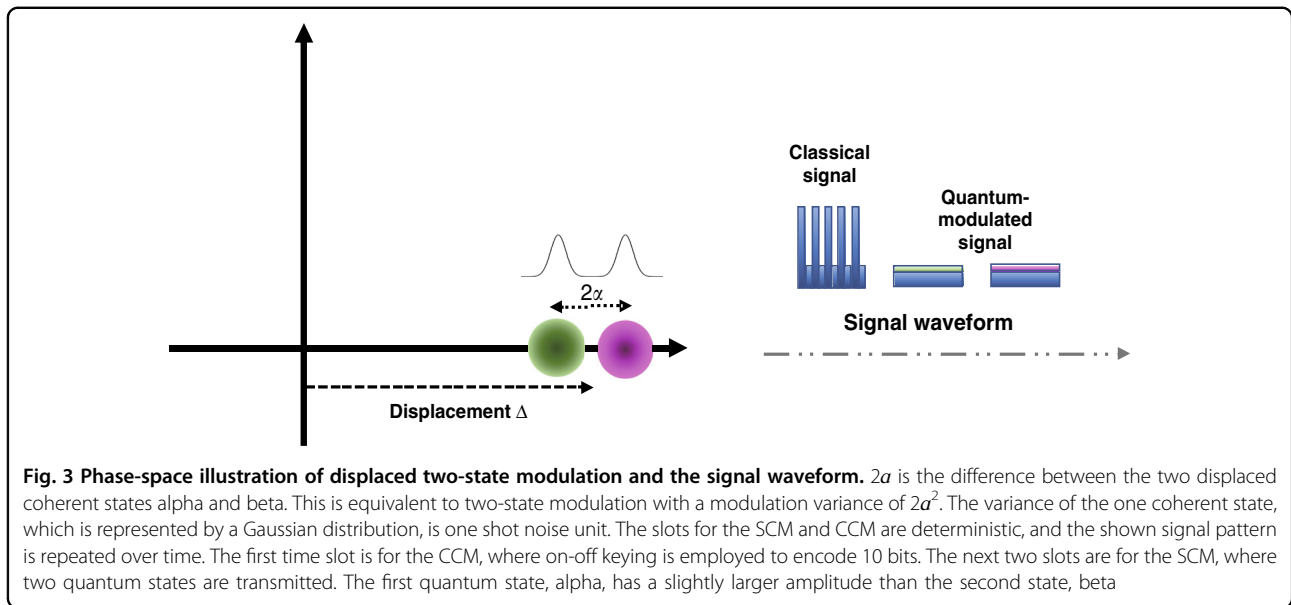 Classical
signal
Quantum-
modulated
signal
2α
Signal waveform
Displacement Δ
Fig. 3 Phase-space illustration of displaced two-state modulation and the signal waveform. 2α is the difference between the two displaced
coherent states alpha and beta. This is equivalent to two-state modulation with a modulation variance of 2α². The variance of the one coherent state,
which is represented by a Gaussian distribution, is one shot noise unit. The slots for the SCM and CCM are deterministic, and the shown signal pattern
is repeated over time. The first time slot is for the CCM, where on-off keying is employed to encode 10 bits. The next two slots are for the SCM, where
two quantum states are transmitted. The first quantum state, alpha, has a slightly larger amplitude than the second state, beta